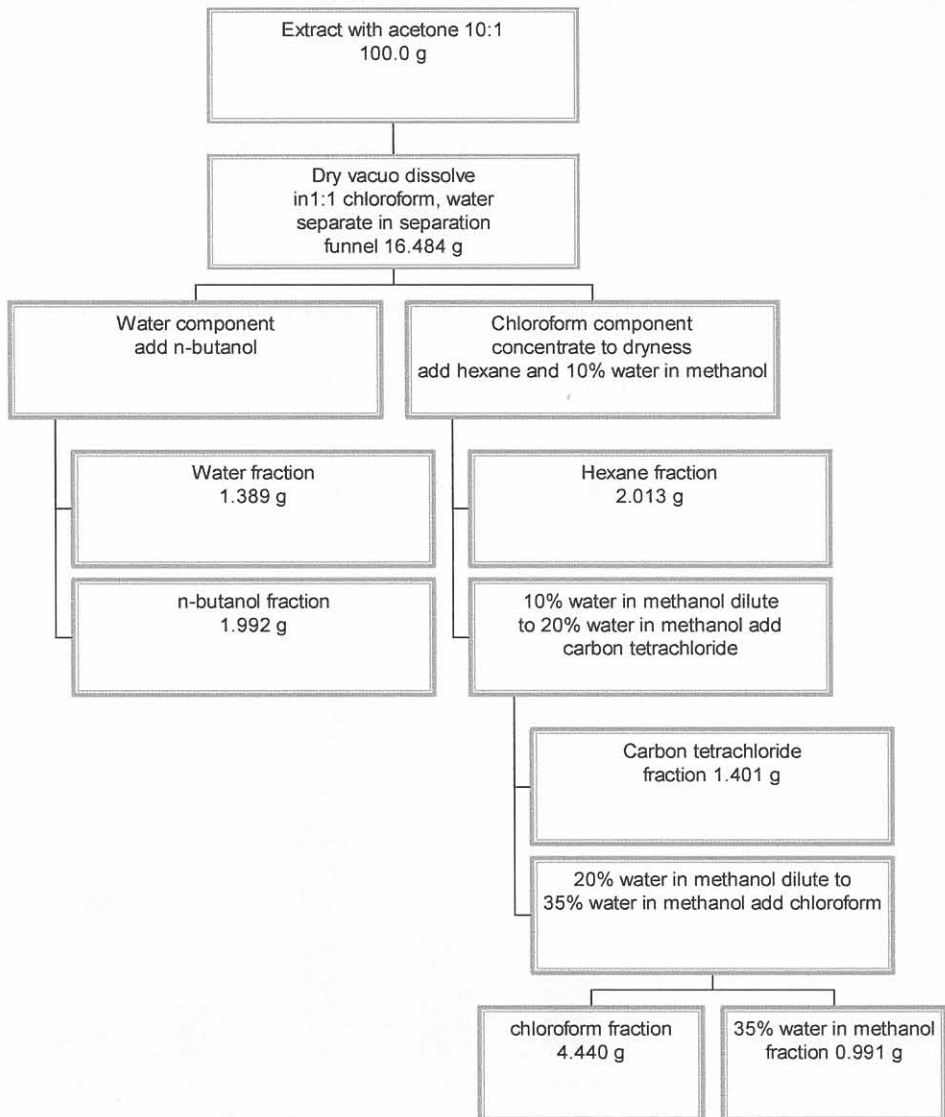 Extract with acetone 10:1
100.0 g
Dry vacuo dissolve
in1:1 chloroform, water
separate in separation
funnel 16.484 g
Water component
add n-butanol
Chloroform component
concentrate to dryness
add hexane and 10% water in methanol
Water fraction
1.389 g
Hexane fraction
2.013 g
n-butanol fraction
1.992 g
10% water in methanol dilute
to 20% water in methanol add
carbon tetrachloride
Carbon tetrachloride
fraction 1.401 g
20% water in methanol dilute to
35% water in methanol add chloroform
chloroform fraction
4.440 g
35% water in methanol
fraction 0.991 g